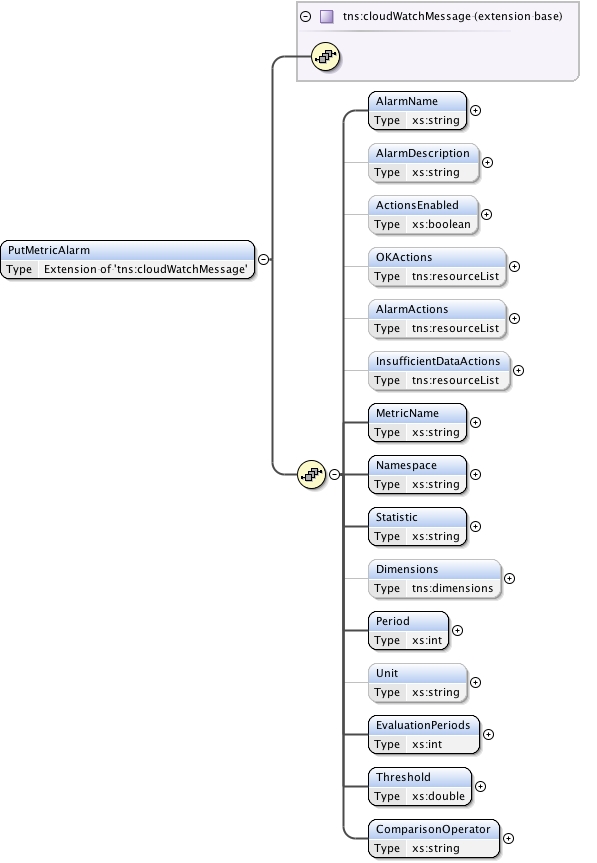 tns:cloudWatchMessage (extension base)
AlarmName
Type xs:string
AlarmDescription
Type xs:string
ActionsEnabled
Type xs:boolean
PutMetricAlarm
Type Extension of 'tns:cloudWatchMessage'
OKActions
Type tns:resourceList
AlarmActions
Type tns:resourceList
InsufficientDataActions
Type tns:resourceList
MetricName
Type xs:string
Namespace
Type xs:string
Statistic
Type xs:string
Dimensions
Type tns:dimensions
Period
Type xs:int
Unit
Type xs:string
EvaluationPeriods
Type xs:int
Threshold
Type xs:double
ComparisonOperator
Type xs:string